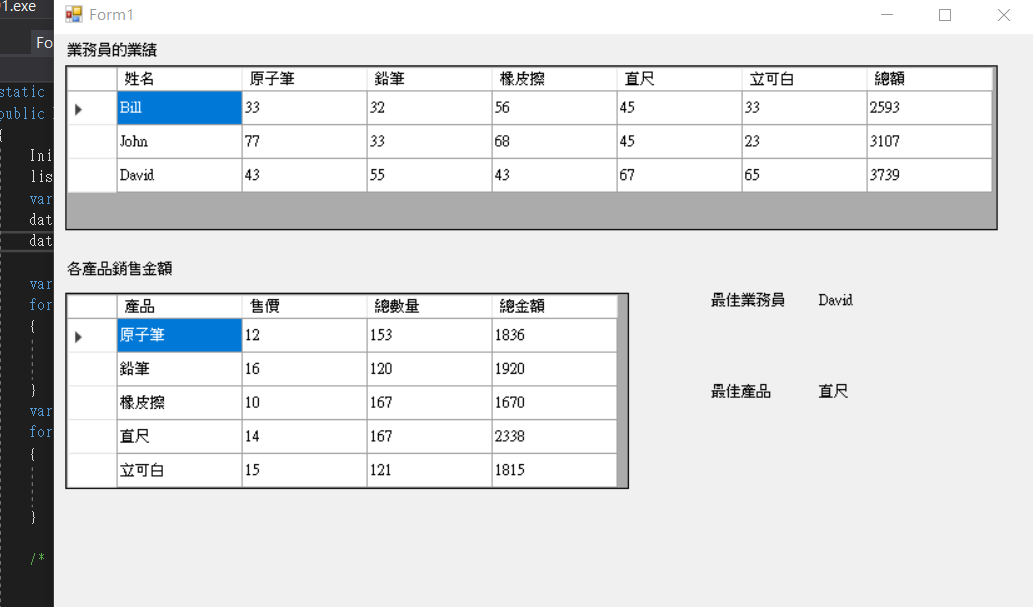 1.exe
Form1
Fo
業務員的業績
姓名 原子筆 鉛筆 橡皮擦 直尺 立可白 總額
Bill 33 32 56 45 33 2593
John 77 33 68 45 23 3107
David 43 55 43 67 65 3739
各產品銷售金額
產品 售價 總數量 總金額
原子筆 12 153 1836
鉛筆 16 120 1920
橡皮擦 10 167 1670
直尺 14 167 2338
立可白 15 121 1815
最佳業務員 David
最佳產品 直尺
static
public
{
Ini
lis
var
dat
dat
var
for
{
}
var
for
{
}
/*